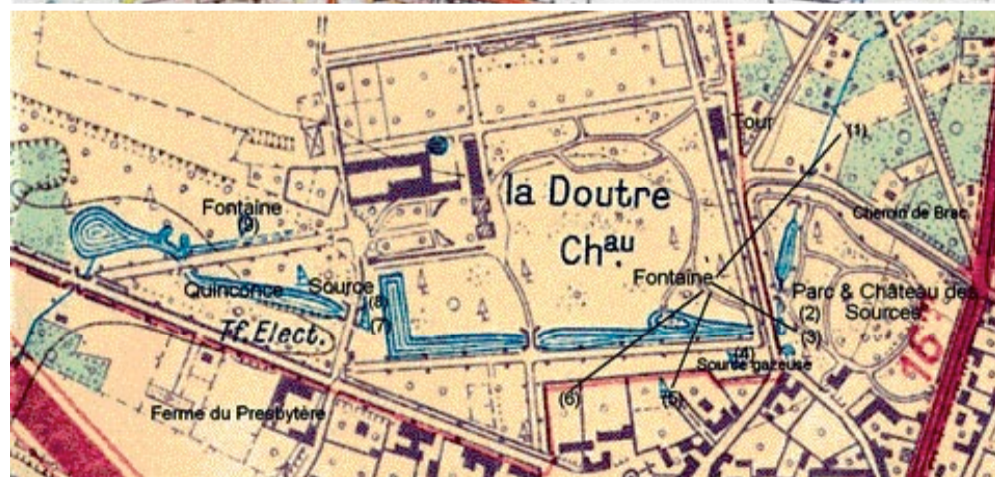 Tour
(1)
la Doutre
Chau.
Fontaine
(9)
Chemin de Brac
Fontaine
Quinconce
Source
(8)
(7)
Tf. Elect.
Parc & Château des
Sources
(2)
(3)
(4)
Source gazeuse
(6)
(5)
Ferme du Presbytère
16